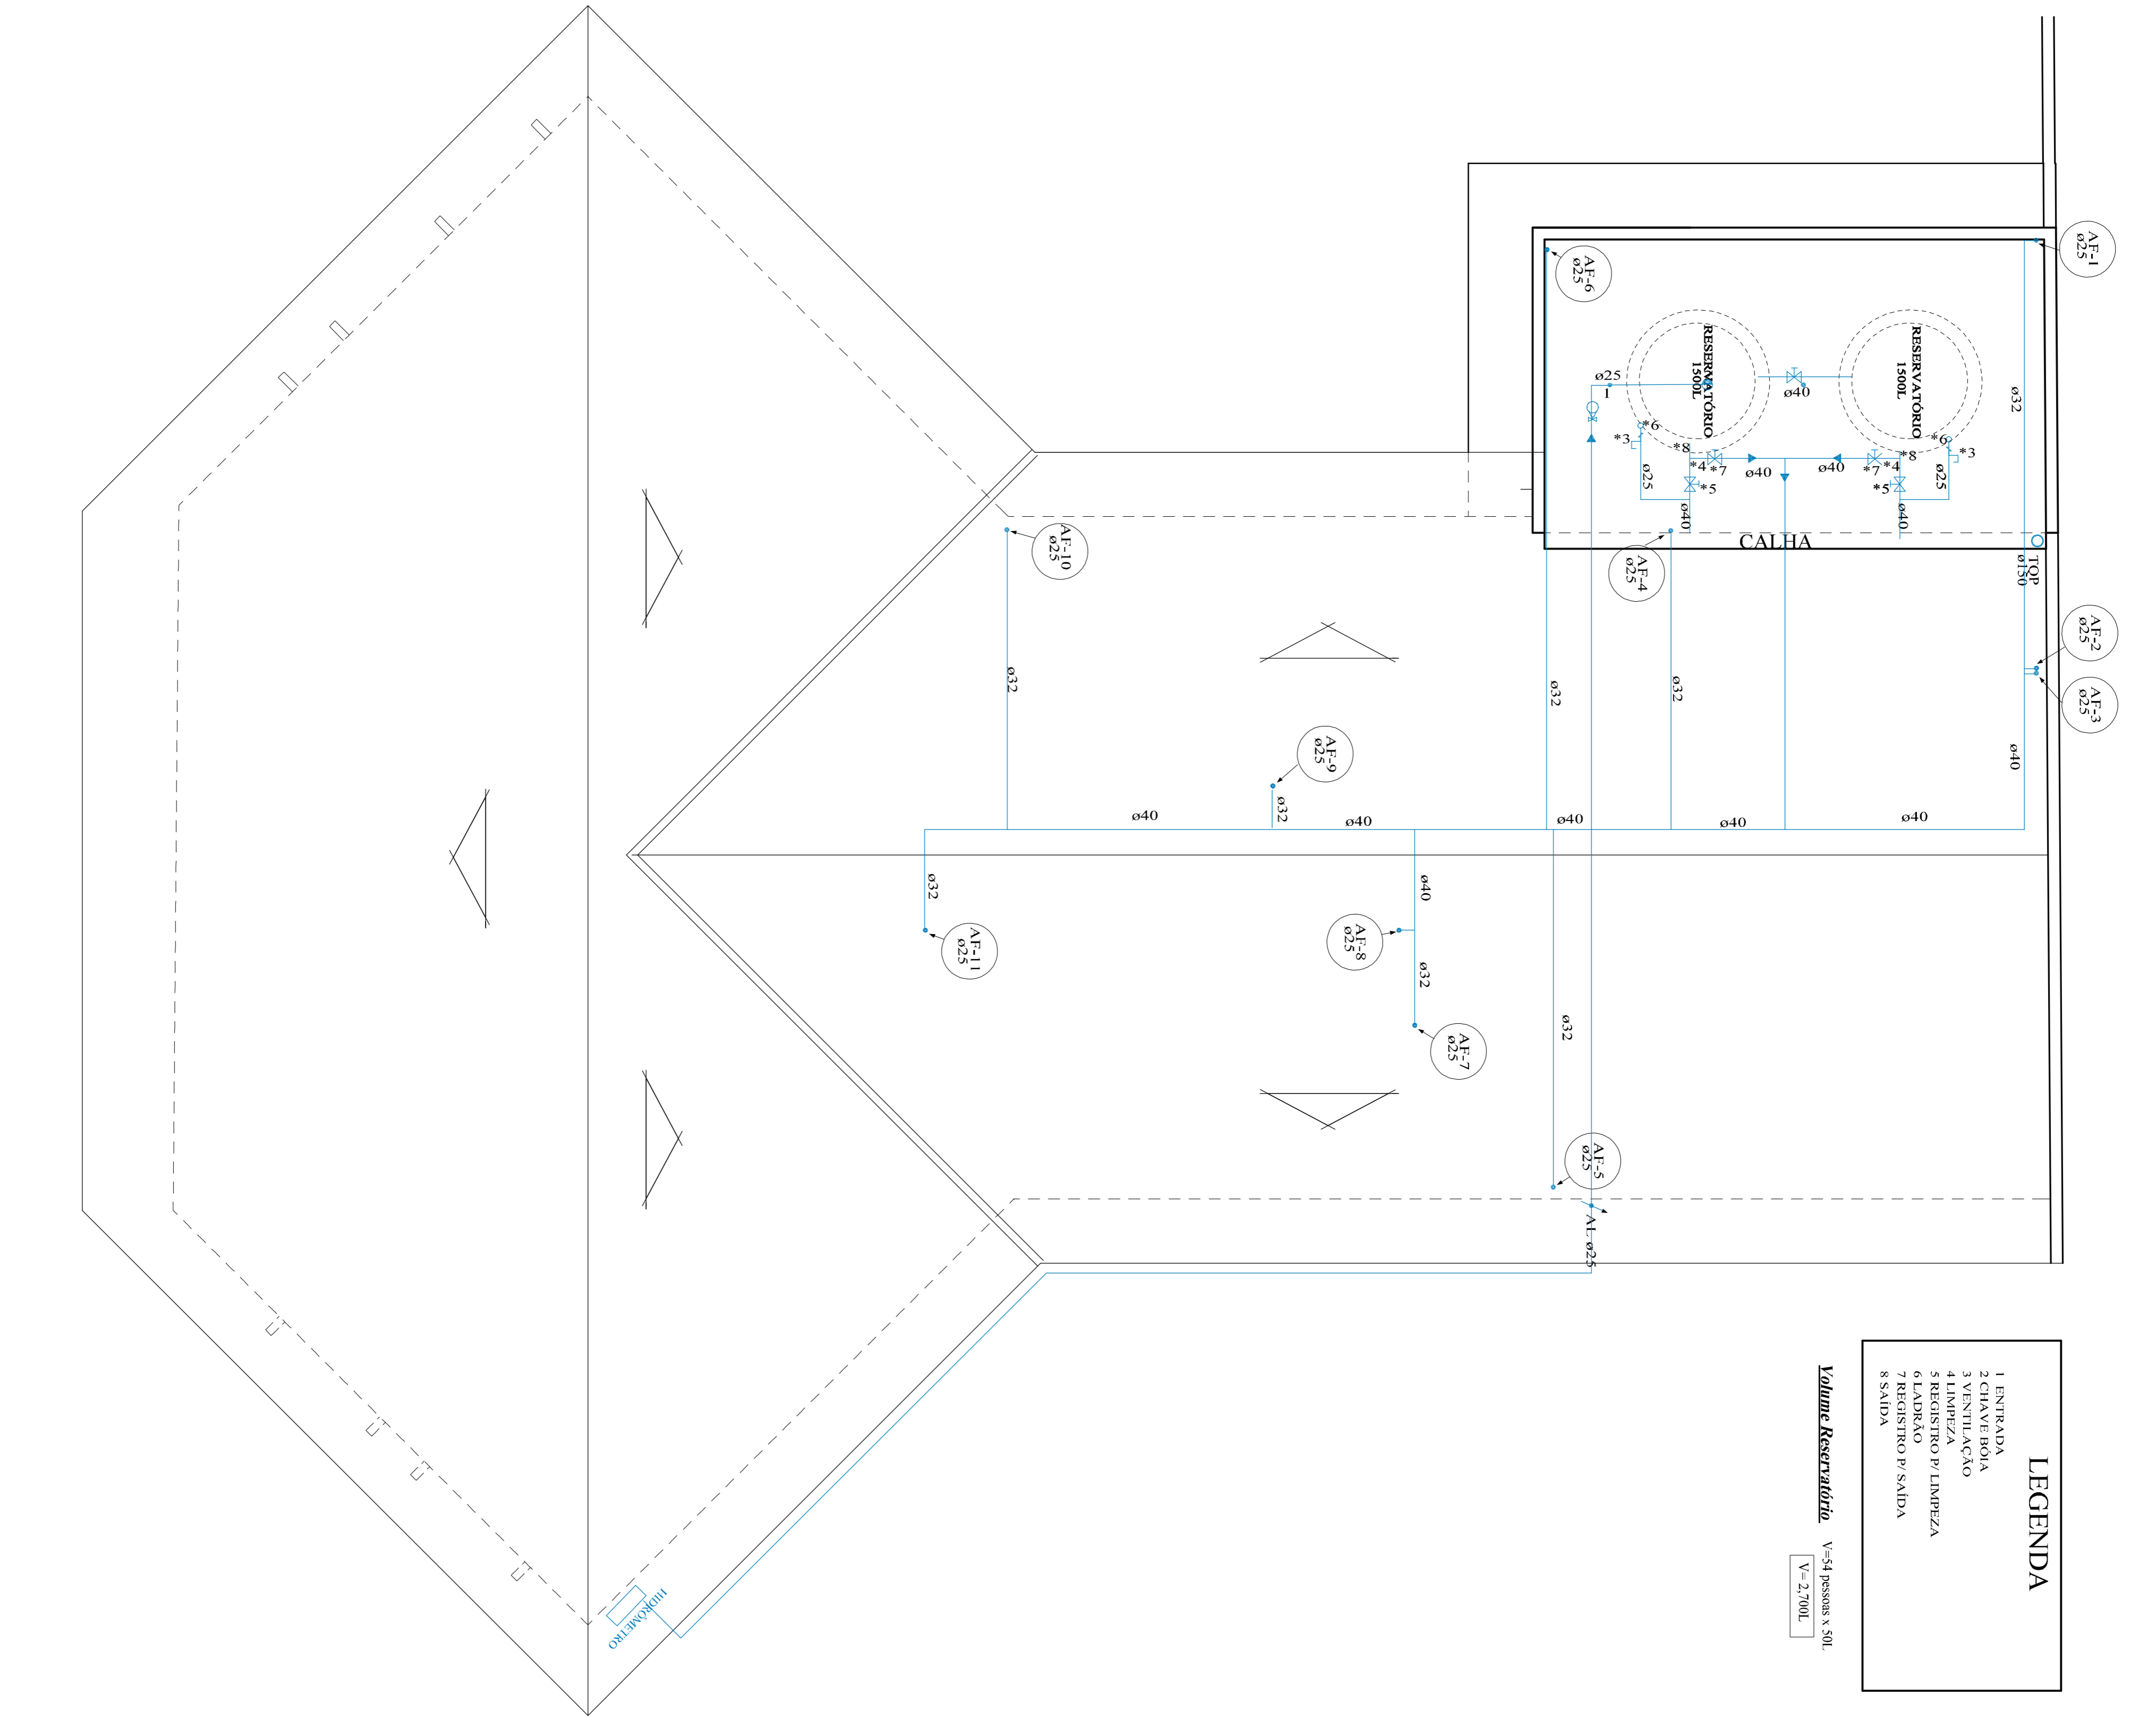 LEGENDA
1 ENTRADA
2 CHAVE BÓIA
3 VENTILAÇÃO
4 LIMPEZA
5 REGISTRO P/ LIMPEZA
6 LADRÃO
7 REGISTRO P/ SAÍDA
8 SAÍDA
Volume Reservatório
V=54 pessoas x 50L
V= 2,700L
AF-1
ø25
AF-2
ø25
AF-3
ø25
AF-4
ø25
AF-5
ø25
AF-6
ø25
AF-7
ø25
AF-8
ø25
AF-9
ø25
AF-10
ø25
AF-11
ø25
RESERVATÓRIO
1500L
RESERVATÓRIO
1500L
ø25
1
ø40
ø32
*6
*3
*8
*4
*7
ø40
ø25
*5
ø40
*6
*3
*8
*4
*7
ø40
ø25
*5
ø40
CALHA
TQP
ø150
ø40
ø32
ø32
ø32
ø32
ø40
ø40
ø40
ø40
ø40
ø32
ø40
ø32
ø32
AL ø25
HIDRÔMETRO